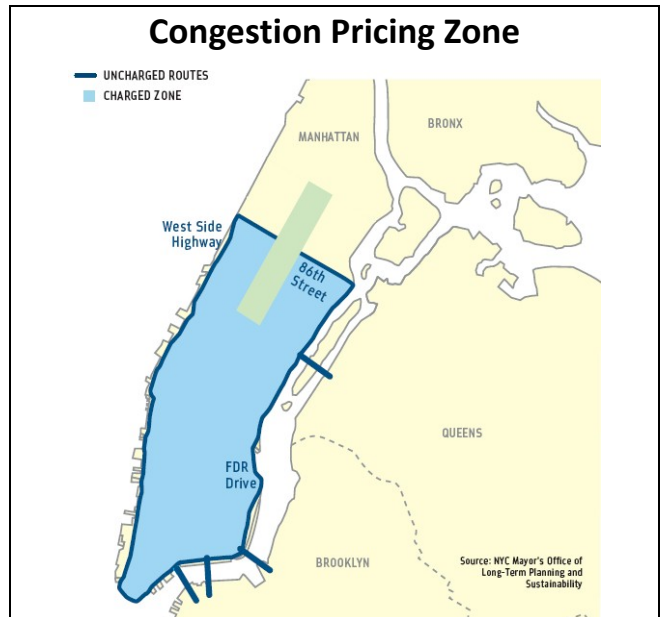 Congestion Pricing Zone
UNCHARGED ROUTES
CHARGED ZONE
BRONX
MANHATTAN
West Side
Highway
86th
Street
QUEENS
FDR
Drive
BROOKLYN
Source: NYC Mayor's Office of
Long-Term Planning and
Sustainability